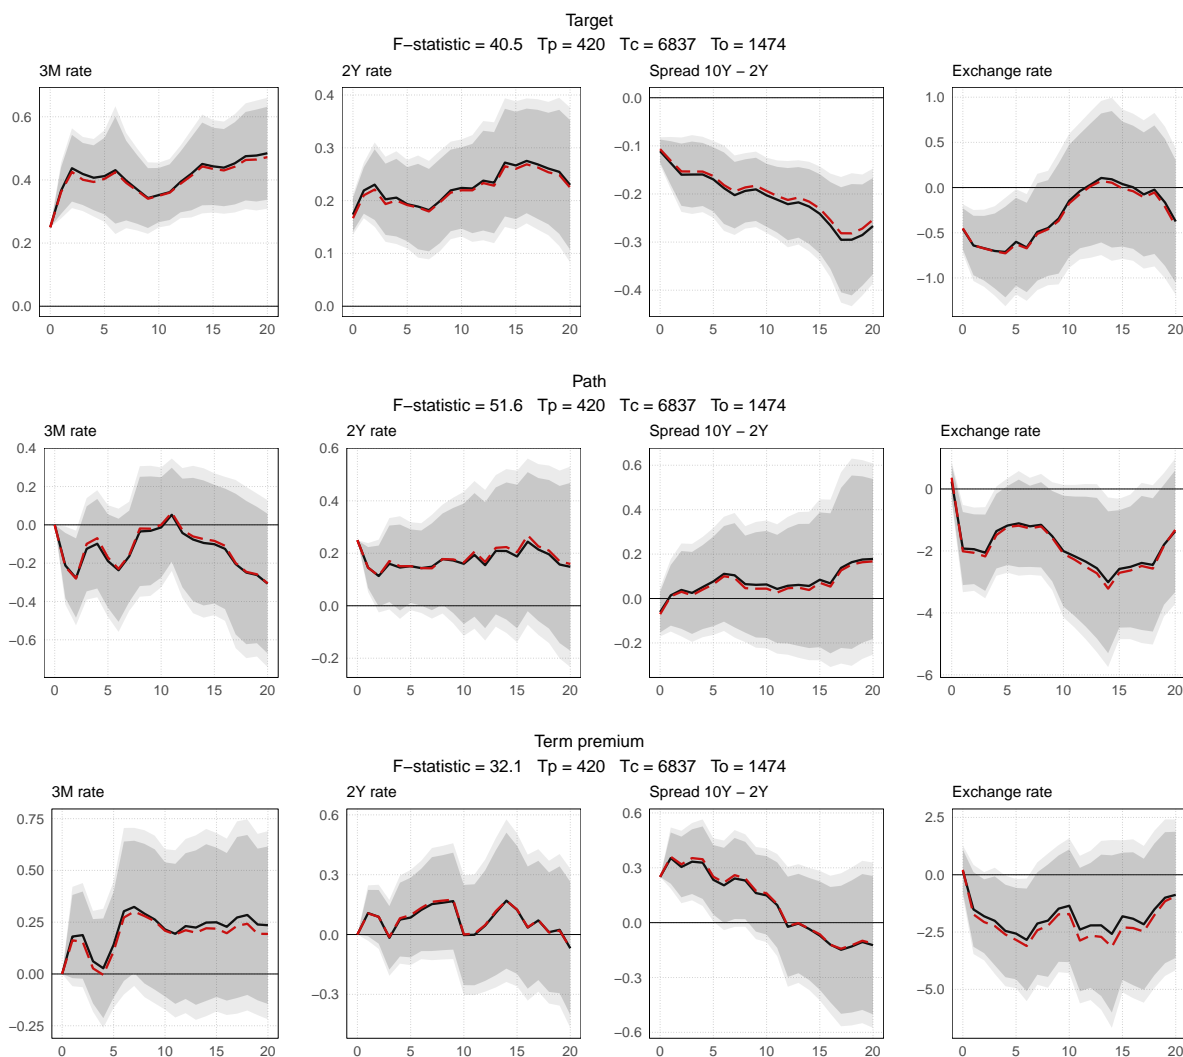 Target
F−statistic = 40.5 Tp = 420 Tc = 6837 To = 1474
3M rate 2Y rate Spread 10Y − 2Y Exchange rate
0.6 0.4 0.0 1.0
0.4 0.3 −0.1 0.5
0.2 0.2 −0.2 0.0
0.0 0.1 −0.3 −0.5
0.0 −0.4 −1.0
0 5 10 15 20 0 5 10 15 20 0 5 10 15 20 0 5 10 15 20
Path
F−statistic = 51.6 Tp = 420 Tc = 6837 To = 1474
3M rate 2Y rate Spread 10Y − 2Y Exchange rate
0.4 0.6 0.6 0
0.2 0.4 0.4 −2
0.0 0.2 0.2 −4
−0.2 0.0 0.0 −6
−0.4 −0.2 −0.2
−0.6
0 5 10 15 20 0 5 10 15 20 0 5 10 15 20 0 5 10 15 20
Term premium
F−statistic = 32.1 Tp = 420 Tc = 6837 To = 1474
3M rate 2Y rate Spread 10Y − 2Y Exchange rate
0.75 0.6 0.6 2.5
0.50 0.3 0.3 0.0
0.25 0.0 0.0 −2.5
0.00 −0.3 −0.3 −5.0
−0.25 −0.6
0 5 10 15 20 0 5 10 15 20 0 5 10 15 20 0 5 10 15 20